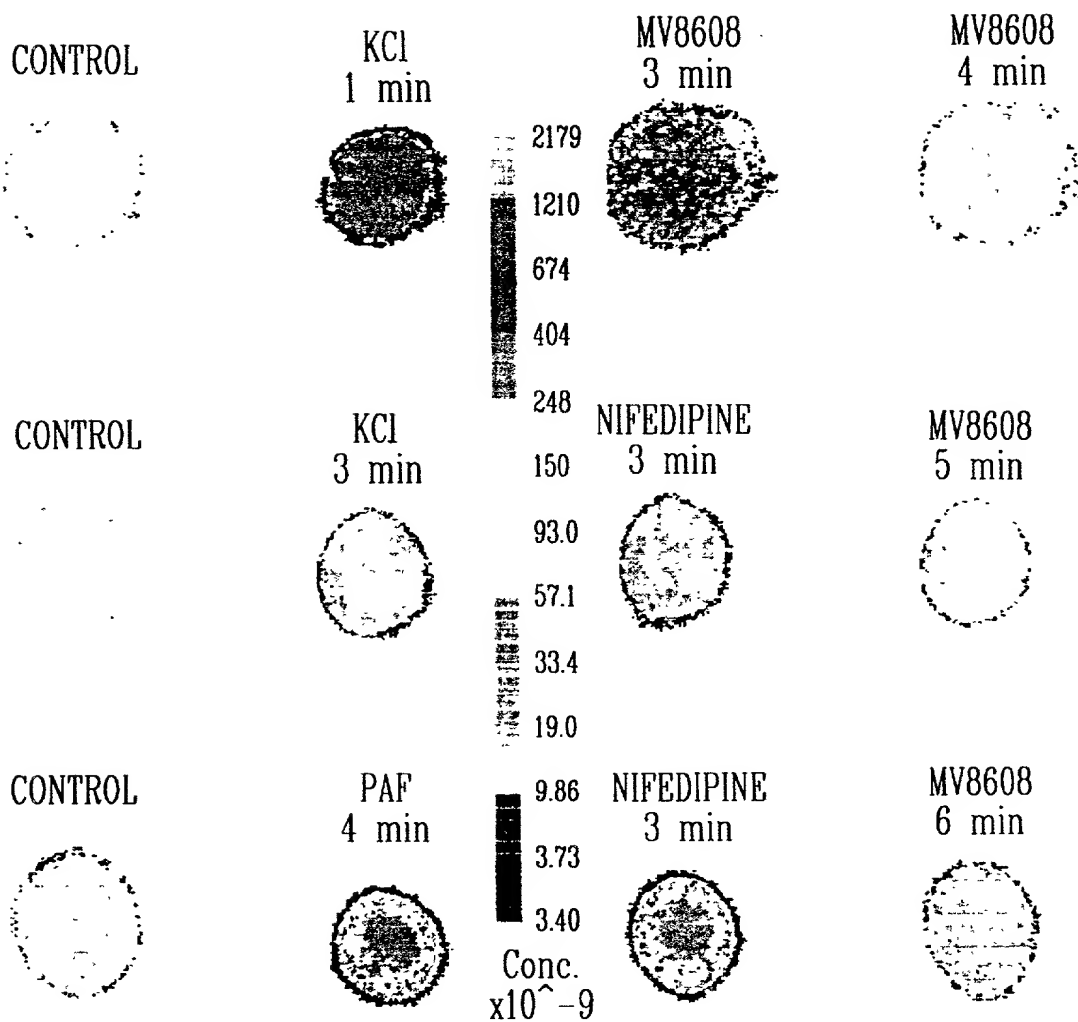 CONTROL
KCl
1 min
MV8608
3 min
MV8608
4 min
2179
1210
674
404
248
CONTROL
KCl
3 min
NIFEDIPINE
3 min
MV8608
5 min
150
93.0
57.1
33.4
19.0
CONTROL
PAF
4 min
NIFEDIPINE
3 min
MV8608
6 min
9.86
3.73
3.40
Conc.
x10^-9